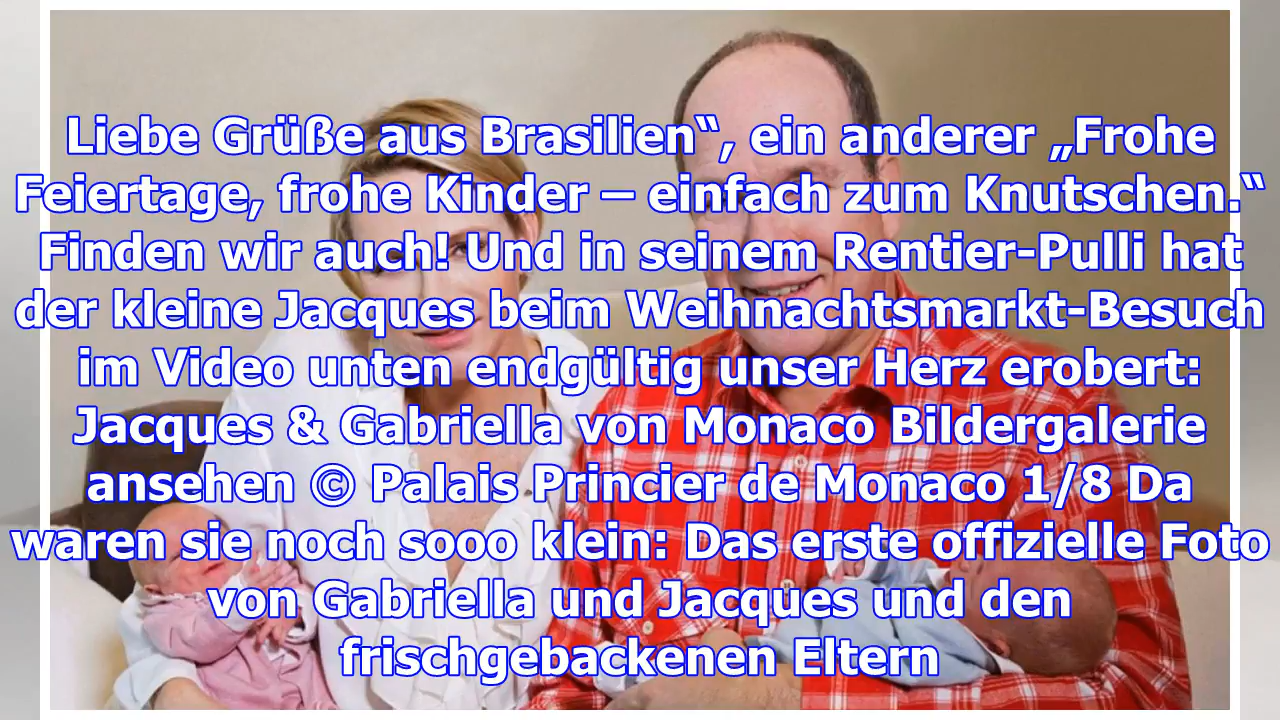 Liebe Grüße aus Brasilien“, ein anderer „Frohe
Feiertage, frohe Kinder – einfach zum Knutschen.“
Finden wir auch! Und in seinem Rentier-Pulli hat
der kleine Jacques beim Weihnachtsmarkt-Besuch
im Video unten endgültig unser Herz erobert:
Jacques & Gabriella von Monaco Bildergalerie
ansehen © Palais Princier de Monaco 1/8 Da
waren sie noch sooo klein: Das erste offizielle Foto
von Gabriella und Jacques und den
frischgebackenen Eltern